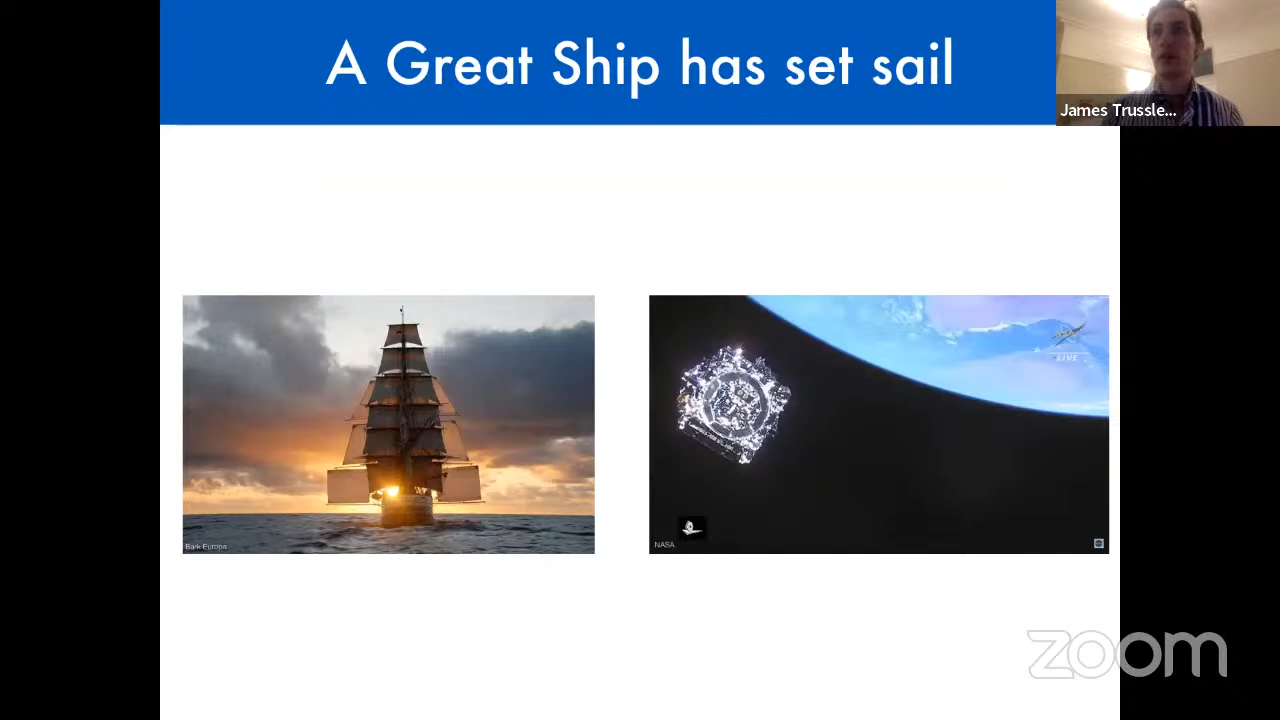 A Great Ship has set sail
James Trussle...
LIVE
Bark Europa
NASA
zoom